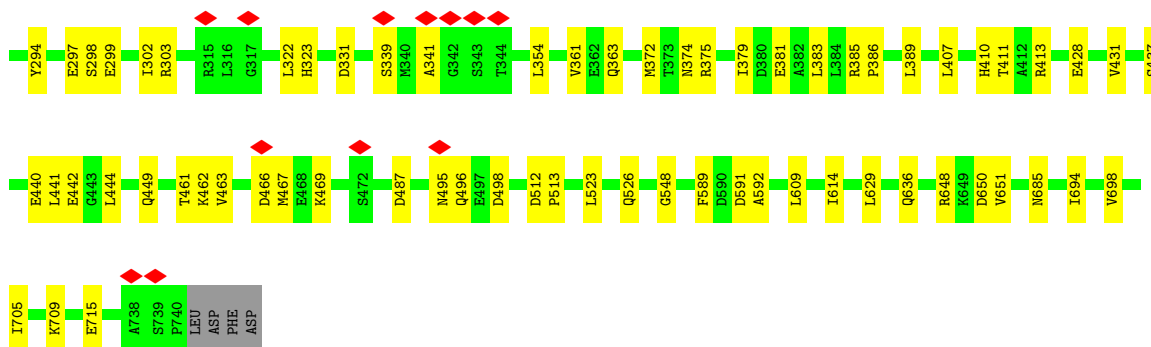 Y294 E297 S298 E299 I302 R303 R315 L316 G317 L322 H323 D331 S339 M340 A341 G342 S343 T344 L354 V361 E362 Q363 M372 T373 N374 R375 I379 D380 E381 A382 L383 L384 R385 P386 L389 L407 H410 T411 A412 R413 E428 V431
E440 L441 E442 G443 L444 Q449 T461 K462 V463 D466 M467 E468 K469 S472 D487 N495 Q496 E497 D498 D512 P513 L523 Q526 G548 F589 D590 D591 A592 L609 I614 L629 Q636 R648 K649 D650 V651 N685 I694 V698
I705 K709 E715 A738 S739 P740 LEU ASP PHE ASP